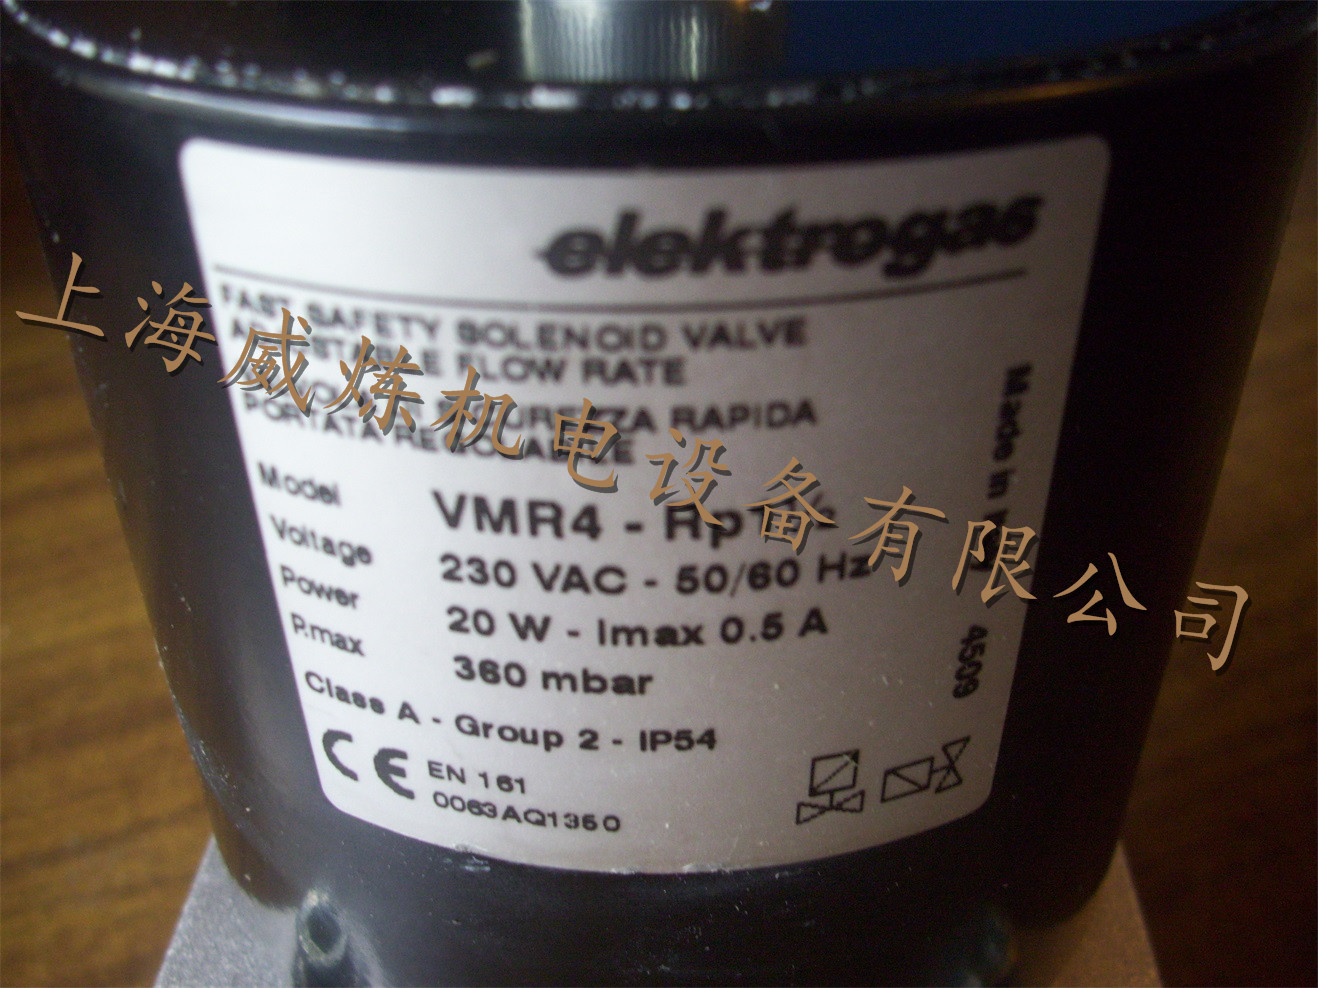 elektrogas
FAST SAFETY SOLENOID VALVE
FLOW RATE
RAPIDA
PORTATA
Model VMR4 - Rp
Voltage 230 VAC - 50/60 Hz
Power 20 W - Imax 0.5 A
P.max 360 mbar
Class A - Group 2 - IP54
CE EN 161
0063AQ1350
Made in
4509
上海威炼机电设备有限公司